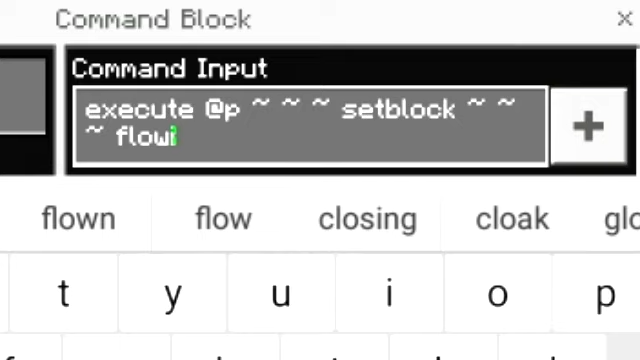 Command Block
×
Command Input
execute @p ~ ~ ~ setblock ~ ~
~ flowi
+
flown flow closing cloak
t y u i o p